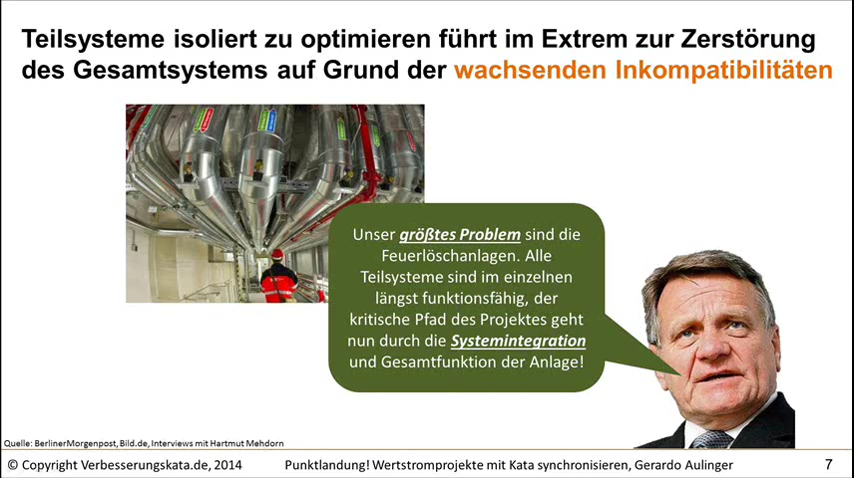 Teilsysteme isoliert zu optimieren führt im Extrem zur Zerstörung
des Gesamtsystems auf Grund der wachsenden Inkompatibilitäten
Unser größtes Problem sind die
Feuerlöschanlagen. Alle
Teilsysteme sind im einzelnen
längst funktionsfähig, der
kritische Pfad des Projektes geht
nun durch die Systemintegration
und Gesamtfunktion der Anlage!
Quelle: BerlinerMorgenpost, Bild.de, Interviews mit Hartmut Mehdorn
© Copyright Verbesserungskata.de, 2014 Punktlandung! Wertstromprojekte mit Kata synchronisieren, Gerardo Aulinger 7